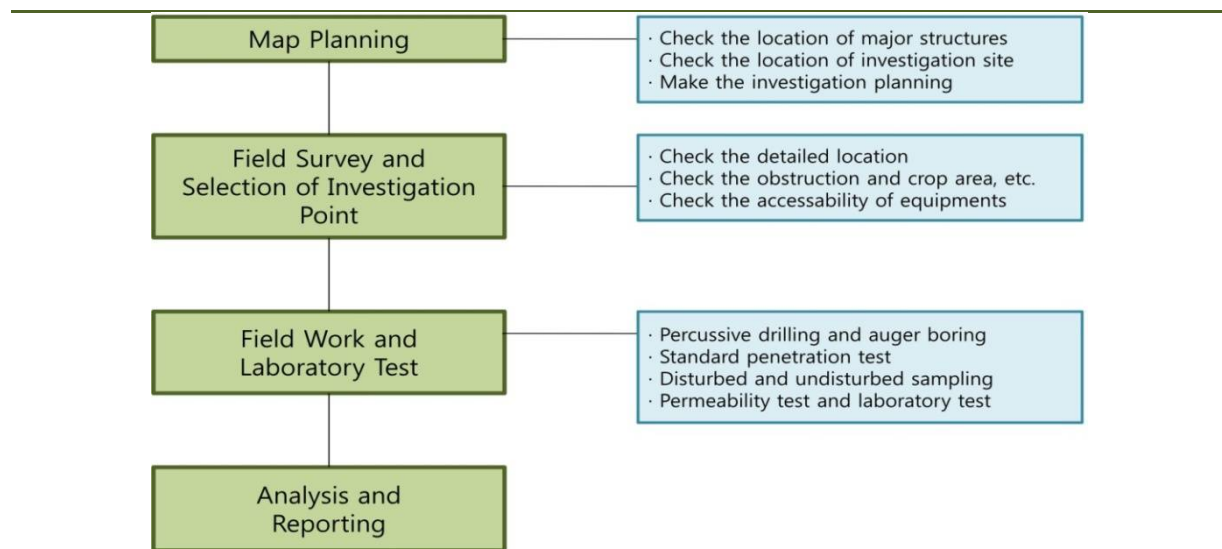 Map Planning
· Check the location of major structures
· Check the location of investigation site
· Make the investigation planning
Field Survey and
Selection of Investigation
Point
· Check the detailed location
· Check the obstruction and crop area, etc.
· Check the accessability of equipments
Field Work and
Laboratory Test
· Percussive drilling and auger boring
· Standard penetration test
· Disturbed and undisturbed sampling
· Permeability test and laboratory test
Analysis and
Reporting